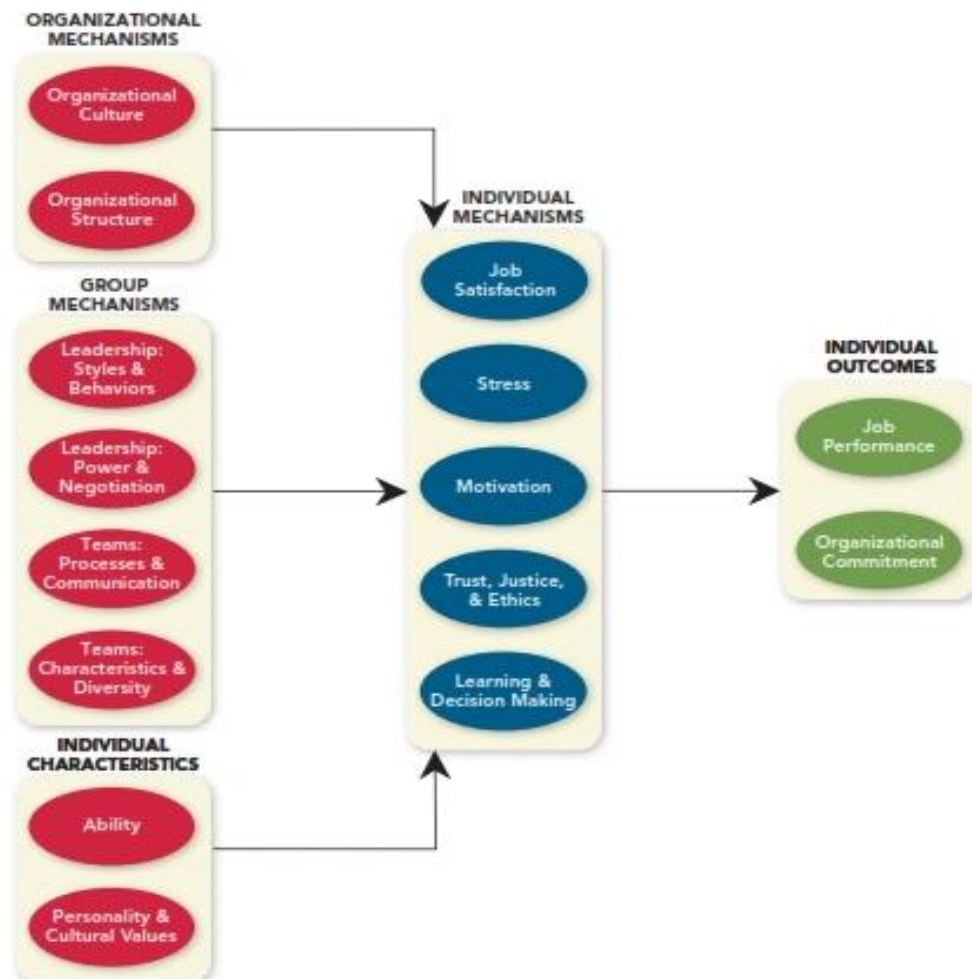 ORGANIZATIONAL
MECHANISMS
Organizational
Culture
Organizational
Structure
GROUP
MECHANISMS
Leadership:
Styles &
Behaviors
Leadership:
Power &
Negotiation
Teams:
Processes &
Communication
Teams:
Characteristics &
Diversity
INDIVIDUAL
CHARACTERISTICS
Ability
Personality &
Cultural Values
INDIVIDUAL
MECHANISMS
Job
Satisfaction
Stress
Motivation
Trust, Justice,
& Ethics
Learning &
Decision Making
INDIVIDUAL
OUTCOMES
Job
Performance
Organizational
Commitment